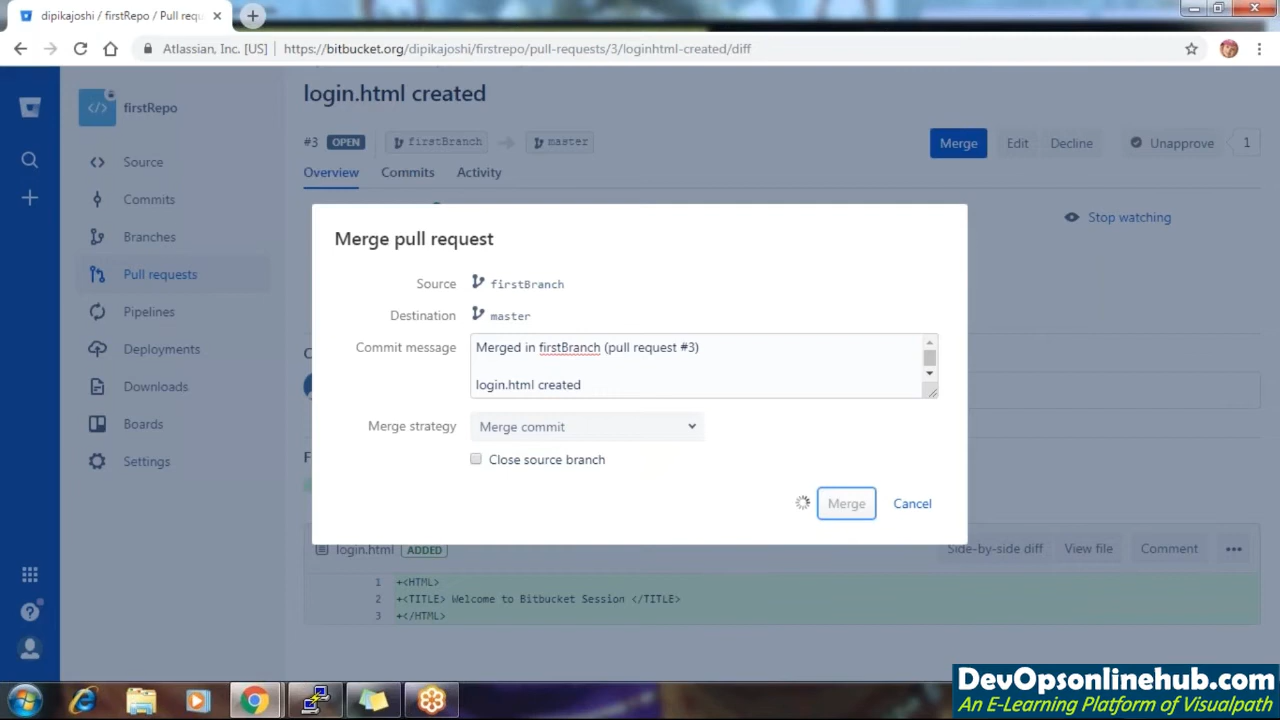 dipikajoshi / firstRepo / Pull requ
Atlassian, Inc. [US]
https://bitbucket.org/dipikajoshi/firstrepo/pull-requests/3/loginhtml-created/diff
firstRepo
Source
Commits
Branches
Pull requests
Pipelines
Deployments
Downloads
Boards
Settings
login.html created
#3 OPEN firstBranch master
Merge Edit Decline Unapprove 1
Overview Commits Activity
Stop watching
Merge pull request
Source firstBranch
Destination master
Commit message Merged in firstBranch (pull request #3)
login.html created
Merge strategy Merge commit
Close source branch
Merge Cancel
login.html ADDED Side-by-side diff View file Comment
1 +<HTML>
2 +<TITLE> Welcome to Bitbucket Session </TITLE>
3 +</HTML>
DevOpsonlinehub.com
An E-Learning Platform of Visualpath